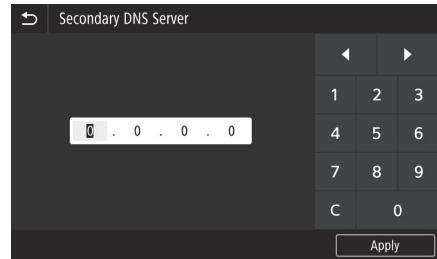 Secondary DNS Server
0 . 0 . 0 . 0
1 2 3
4 5 6
7 8 9
C 0
Apply